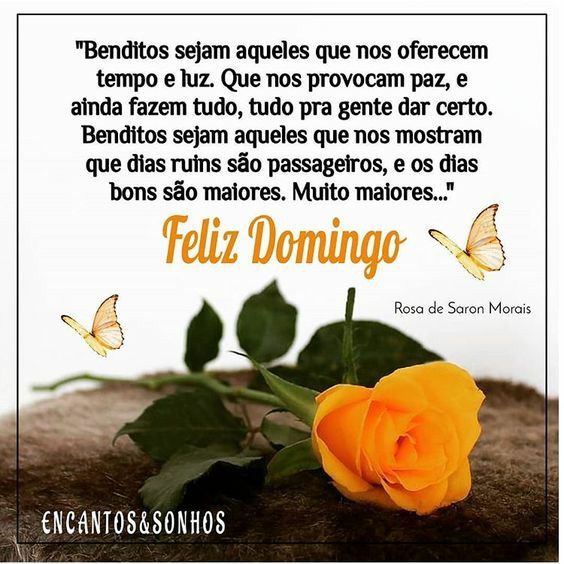 "Benditos sejam aqueles que nos oferecem
tempo e luz. Que nos provocam paz, e
ainda fazem tudo, tudo pra gente dar certo.
Benditos sejam aqueles que nos mostram
que dias ruins são passageiros, e os dias
bons são maiores. Muito maiores..."
Feliz Domingo
Rosa de Saron Morais
ENCANTOS&SONHOS